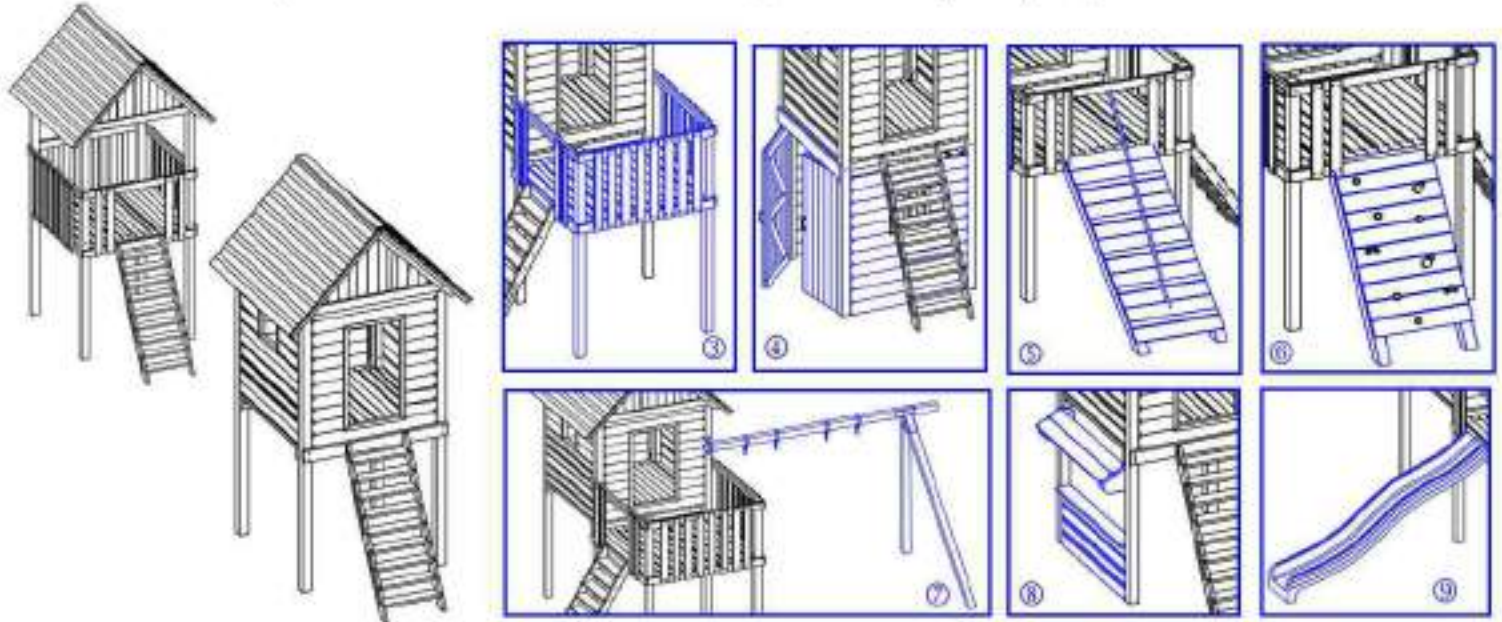 ③ ④ ⑤ ⑥
⑦ ⑧ ⑨